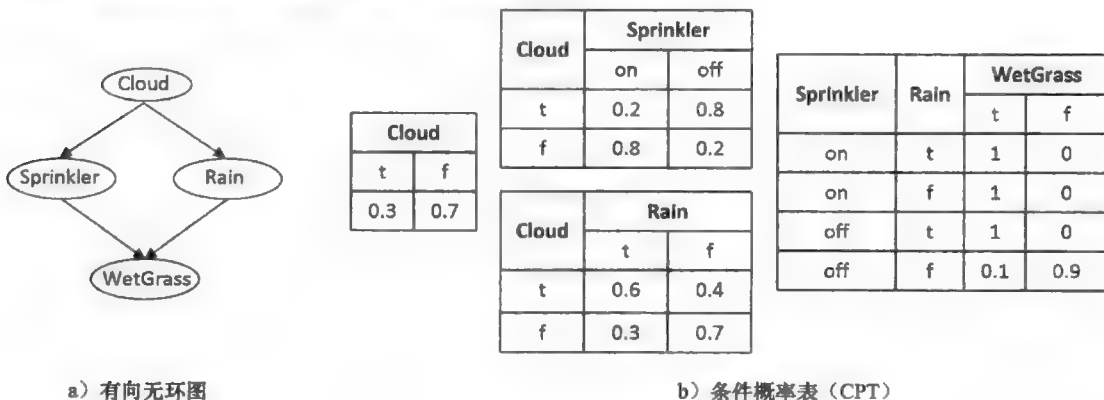 Cloud
Sprinkler
Rain
WetGrass
Cloud
t f
0.3 0.7
Cloud Sprinkler
on off
t 0.2 0.8
f 0.8 0.2
Cloud Rain
t f
t 0.6 0.4
f 0.3 0.7
Sprinkler Rain WetGrass
t f
on t 1 0
on f 1 0
off t 1 0
off f 0.1 0.9
a）有向无环图
b）条件概率表（CPT）